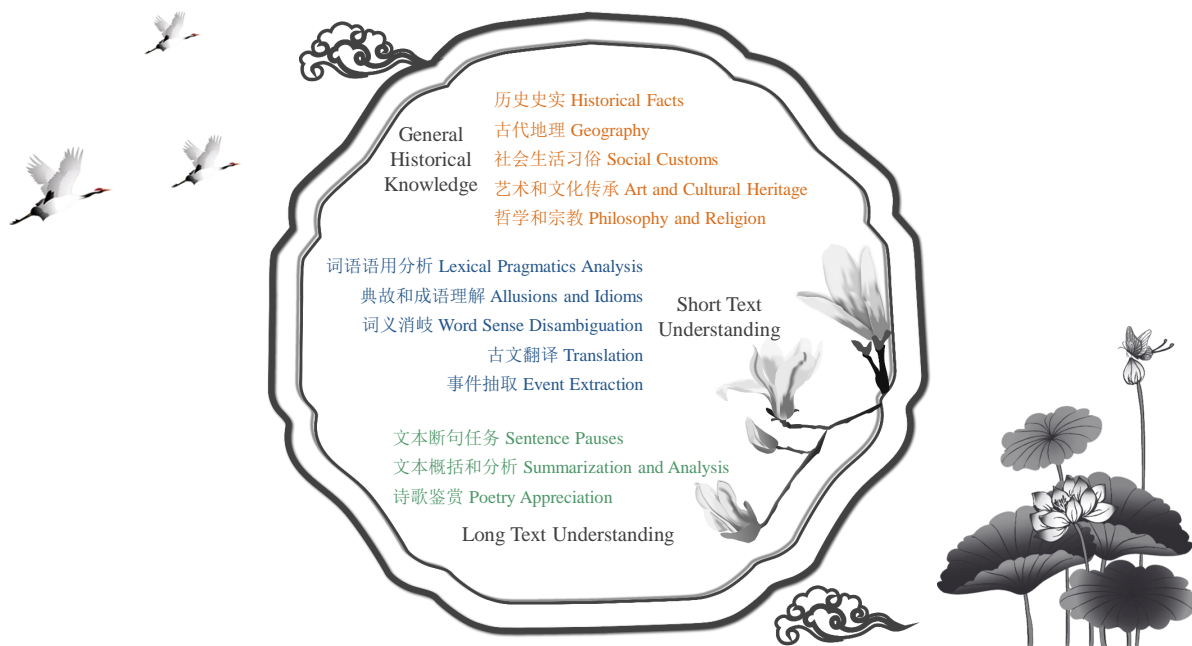 General
Historical
Knowledge
历史史实 Historical Facts
古代地理 Geography
社会生活习俗 Social Customs
艺术和文化传承 Art and Cultural Heritage
哲学和宗教 Philosophy and Religion
词语语用分析 Lexical Pragmatics Analysis
典故和成语理解 Allusions and Idioms
词义消岐 Word Sense Disambiguation
古文翻译 Translation
事件抽取 Event Extraction
Short Text
Understanding
文本断句任务 Sentence Pauses
文本概括和分析 Summarization and Analysis
诗歌鉴赏 Poetry Appreciation
Long Text Understanding